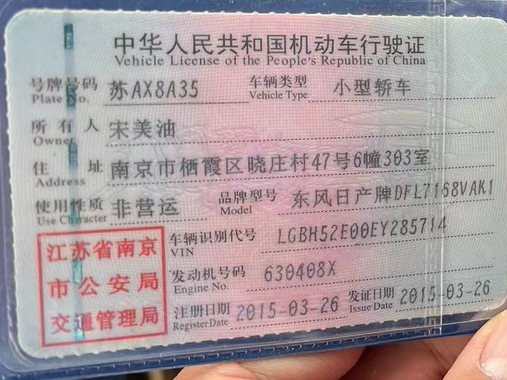 中华人民共和国机动车行驶证
Vehicle License of the People's Republic of China
号牌号码 苏AX8A35 车辆类型 小型轿车
Plate No. Vehicle Type
所有人 宋美油
Owner
住址 南京市栖霞区晓庄村47号6幢303室
Address
使用性质 非营运 品牌型号 东风日产牌DFL7168VAK1
Use Character Model
江苏省南京
市公安局
交通管理局
车辆识别代号 LGBH52E00EY285714
VIN
发动机号码 630408X
Engine No.
注册日期 2015-03-26 发证日期 2015-03-26
Register Date Issue Date